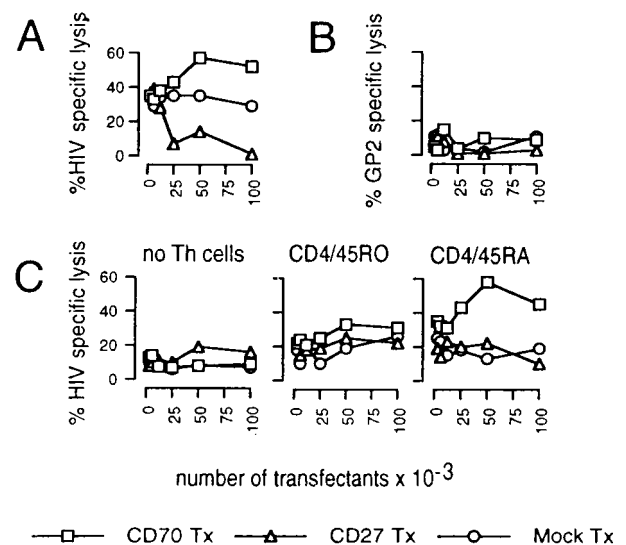 A
B
%HIV specific lysis
60
40
20
0
0
25
50
75
100
% GP2 specific lysis
0
25
50
75
100
C
no Th cells
CD4/45RO
CD4/45RA
% HIV specific lysis
60
40
20
0
0
25
50
75
100
0
25
50
75
100
0
25
50
75
100
number of transfectants x 10-3
CD70 Tx
CD27 Tx
Mock Tx